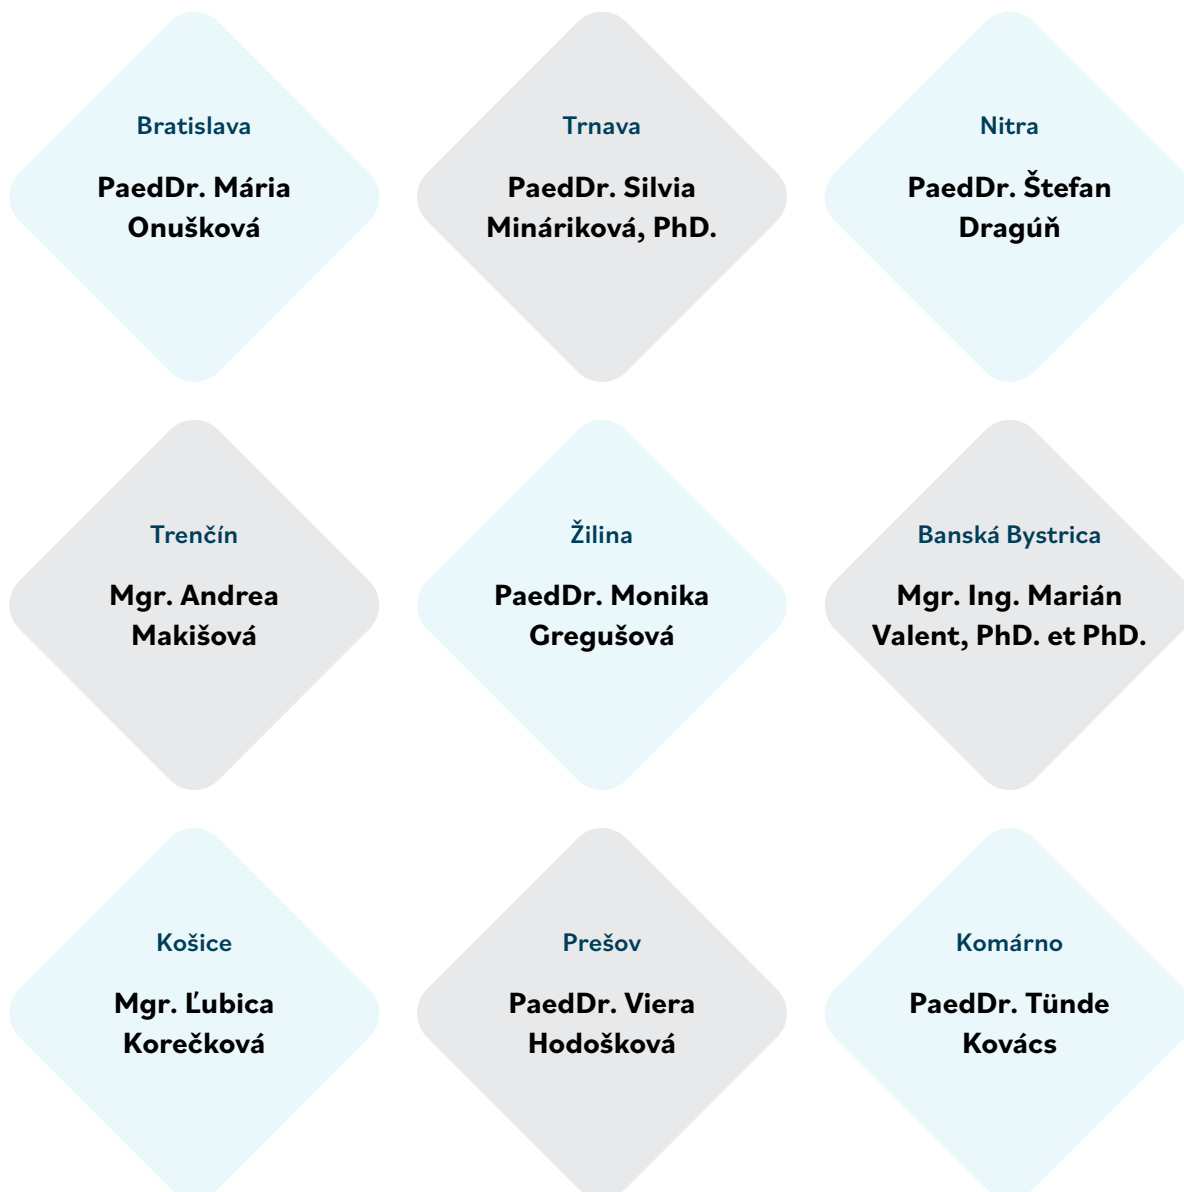 Bratislava
PaedDr. Mária
Onušková
Trnava
PaedDr. Silvia
Mináriková, PhD.
Nitra
PaedDr. Štefan
Dragúň
Trenčín
Mgr. Andrea
Makišová
Žilina
PaedDr. Monika
Gregušová
Banská Bystrica
Mgr. Ing. Marián
Valent, PhD. et PhD.
Košice
Mgr. Ľubica
Korečková
Prešov
PaedDr. Viera
Hodošková
Komárno
PaedDr. Tünde
Kovács